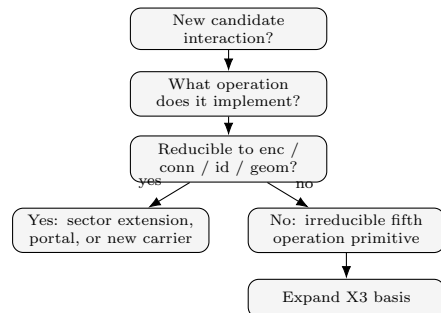 New candidate
interaction?
What operation
does it implement?
Reducible to enc /
conn / id / geom?
yes
no
Yes: sector extension,
portal, or new carrier
No: irreducible fifth
operation primitive
Expand X3 basis